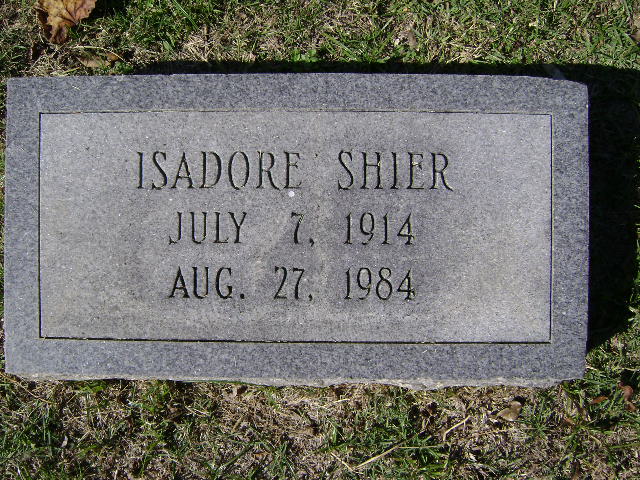 ISADORE SHIER
JULY 7, 1914
AUG. 27, 1984